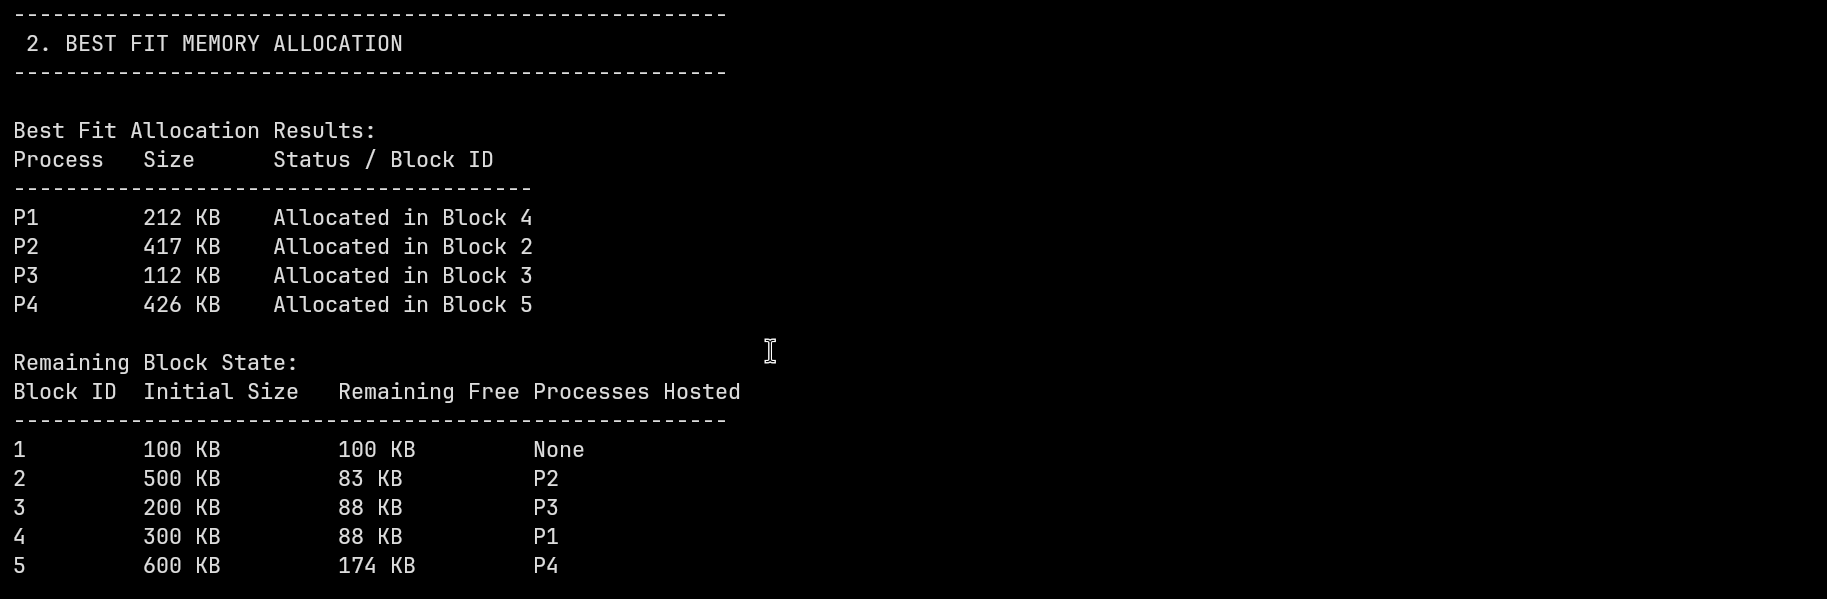 -------------------------------------------------------
 2. BEST FIT MEMORY ALLOCATION
-------------------------------------------------------

Best Fit Allocation Results:
Process   Size      Status / Block ID
----------------------------------------
P1        212 KB    Allocated in Block 4
P2        417 KB    Allocated in Block 2
P3        112 KB    Allocated in Block 3
P4        426 KB    Allocated in Block 5

Remaining Block State:
Block ID  Initial Size   Remaining Free Processes Hosted
-------------------------------------------------------
1         100 KB         100 KB         None
2         500 KB         83 KB          P2
3         200 KB         88 KB          P3
4         300 KB         88 KB          P1
5         600 KB         174 KB         P4